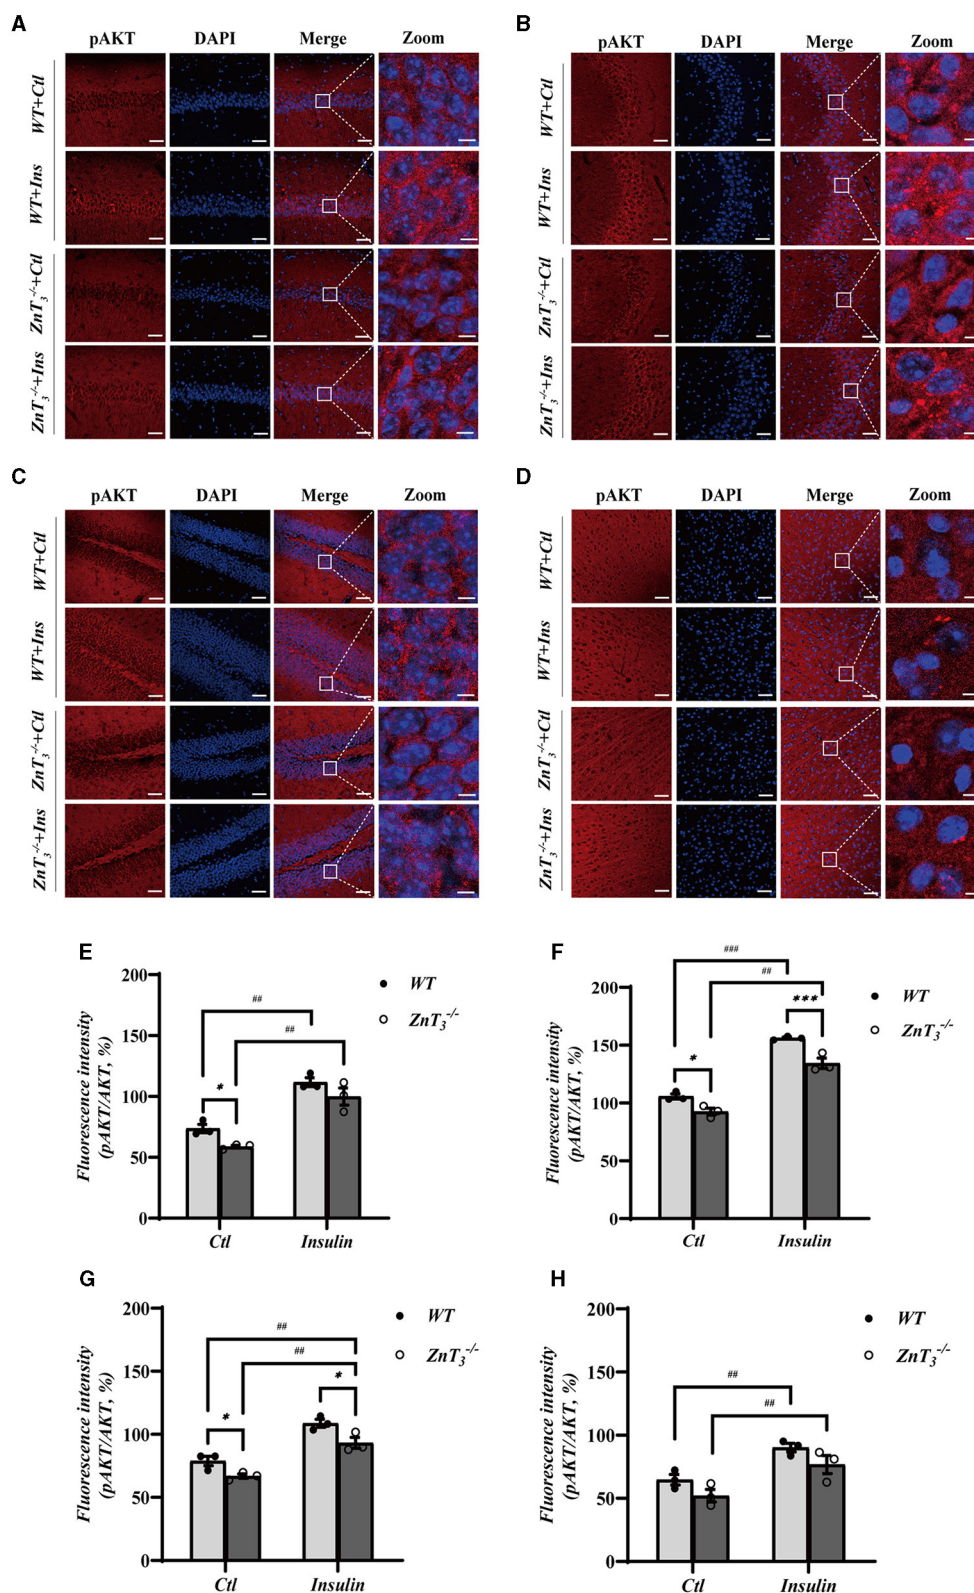 A
pAKT DAPI Merge Zoom
WT+Ctl
WT+Ins
ZnT3-/-+Ctl
ZnT3-/-+Ins
B
pAKT DAPI Merge Zoom
WT+Ctl
WT+Ins
ZnT3-/-+Ctl
ZnT3-/-+Ins
C
pAKT DAPI Merge Zoom
WT+Ctl
WT+Ins
ZnT3-/-+Ctl
ZnT3-/-+Ins
D
pAKT DAPI Merge Zoom
WT+Ctl
WT+Ins
ZnT3-/-+Ctl
ZnT3-/-+Ins
E
Fluorescence intensity
(pAKT/AKT, %)
200
150
100
50
0
##
##
*
WT
ZnT3-/-
Ctl Insulin
F
Fluorescence intensity
(pAKT/AKT, %)
200
150
100
50
0
###
##
***
*
WT
ZnT3-/-
Ctl Insulin
G
Fluorescence intensity
(pAKT/AKT, %)
200
150
100
50
0
##
##
*
*
WT
ZnT3-/-
Ctl Insulin
H
Fluorescence intensity
(pAKT/AKT, %)
200
150
100
50
0
##
##
WT
ZnT3-/-
Ctl Insulin